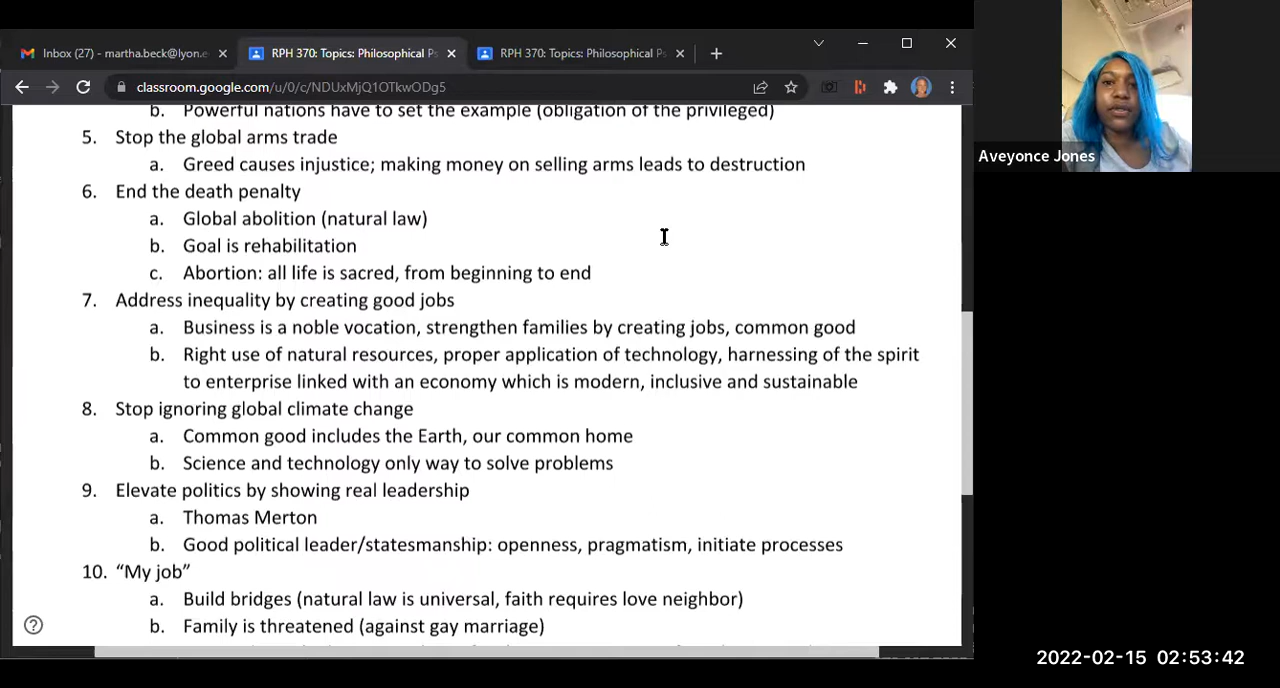 Inbox (27) - martha.beck@lyon.e
RPH 370: Topics: Philosophical Ps
RPH 370: Topics: Philosophical Ps
classroom.google.com/u/0/c/NDUxMjQ1OTkwODg5
b. Powerful nations have to set the example (obligation of the privileged)
5. Stop the global arms trade
a. Greed causes injustice; making money on selling arms leads to destruction
6. End the death penalty
a. Global abolition (natural law)
b. Goal is rehabilitation
c. Abortion: all life is sacred, from beginning to end
7. Address inequality by creating good jobs
a. Business is a noble vocation, strengthen families by creating jobs, common good
b. Right use of natural resources, proper application of technology, harnessing of the spirit
to enterprise linked with an economy which is modern, inclusive and sustainable
8. Stop ignoring global climate change
a. Common good includes the Earth, our common home
b. Science and technology only way to solve problems
9. Elevate politics by showing real leadership
a. Thomas Merton
b. Good political leader/statesmanship: openness, pragmatism, initiate processes
10. “My job”
a. Build bridges (natural law is universal, faith requires love neighbor)
b. Family is threatened (against gay marriage)
Aveyonce Jones
2022-02-15 02:53:42